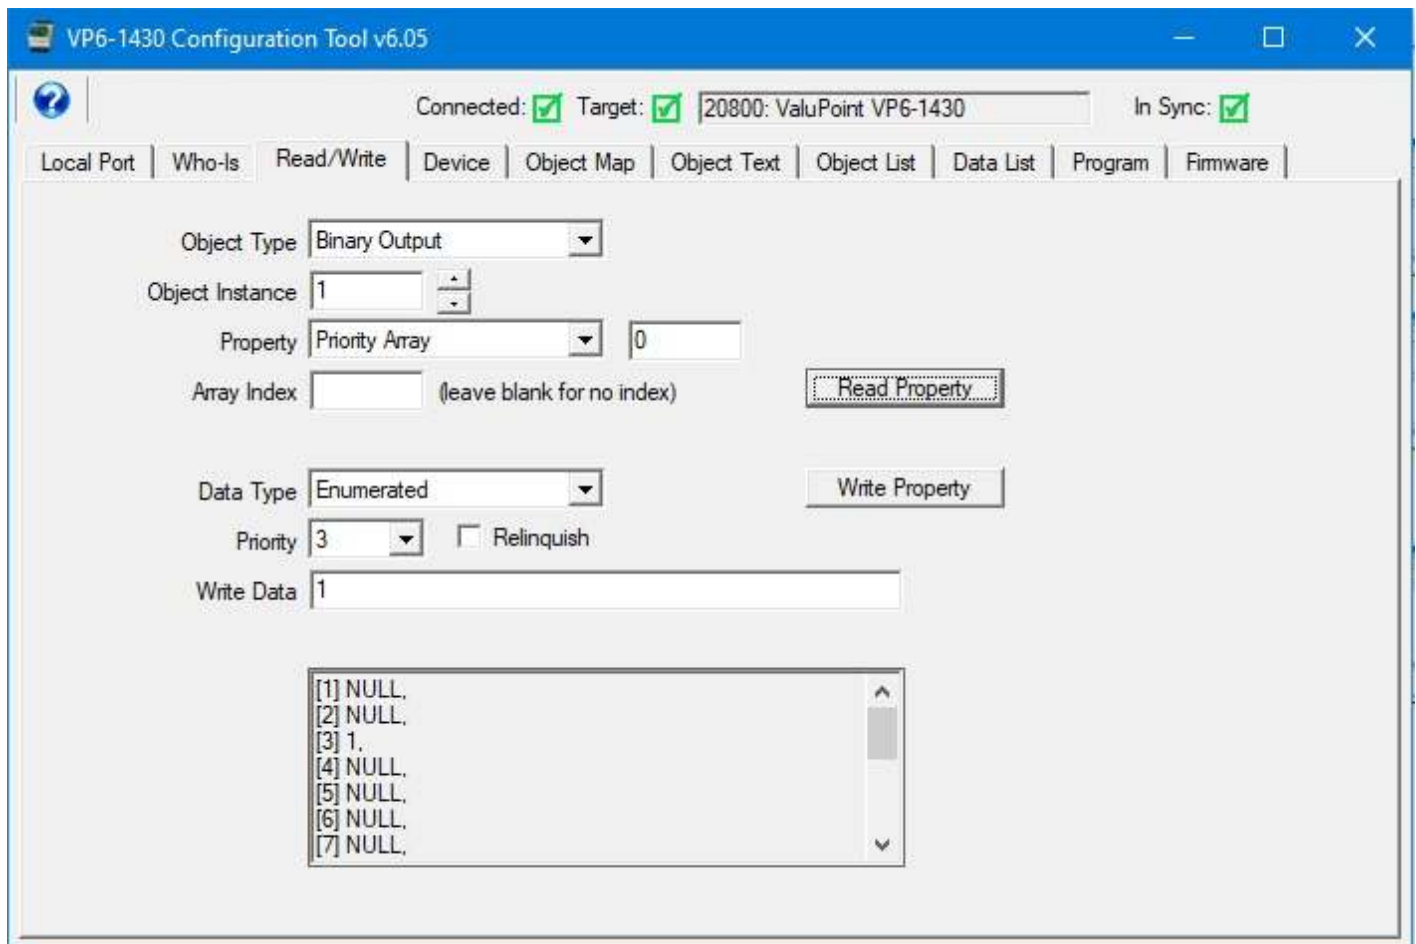 VP6-1430 Configuration Tool v6.05
Connected: Target: 20800: ValuPoint VP6-1430 In Sync:
Local Port Who-Is Read/Write Device Object Map Object Text Object List Data List Program Firmware
Object Type Binary Output
Object Instance 1
Property Priority Array 0
Array Index (leave blank for no index) Read Property
Data Type Enumerated Write Property
Priority 3 Relinquish
Write Data 1
[1] NULL,
[2] NULL,
[3] 1,
[4] NULL,
[5] NULL,
[6] NULL,
[7] NULL,